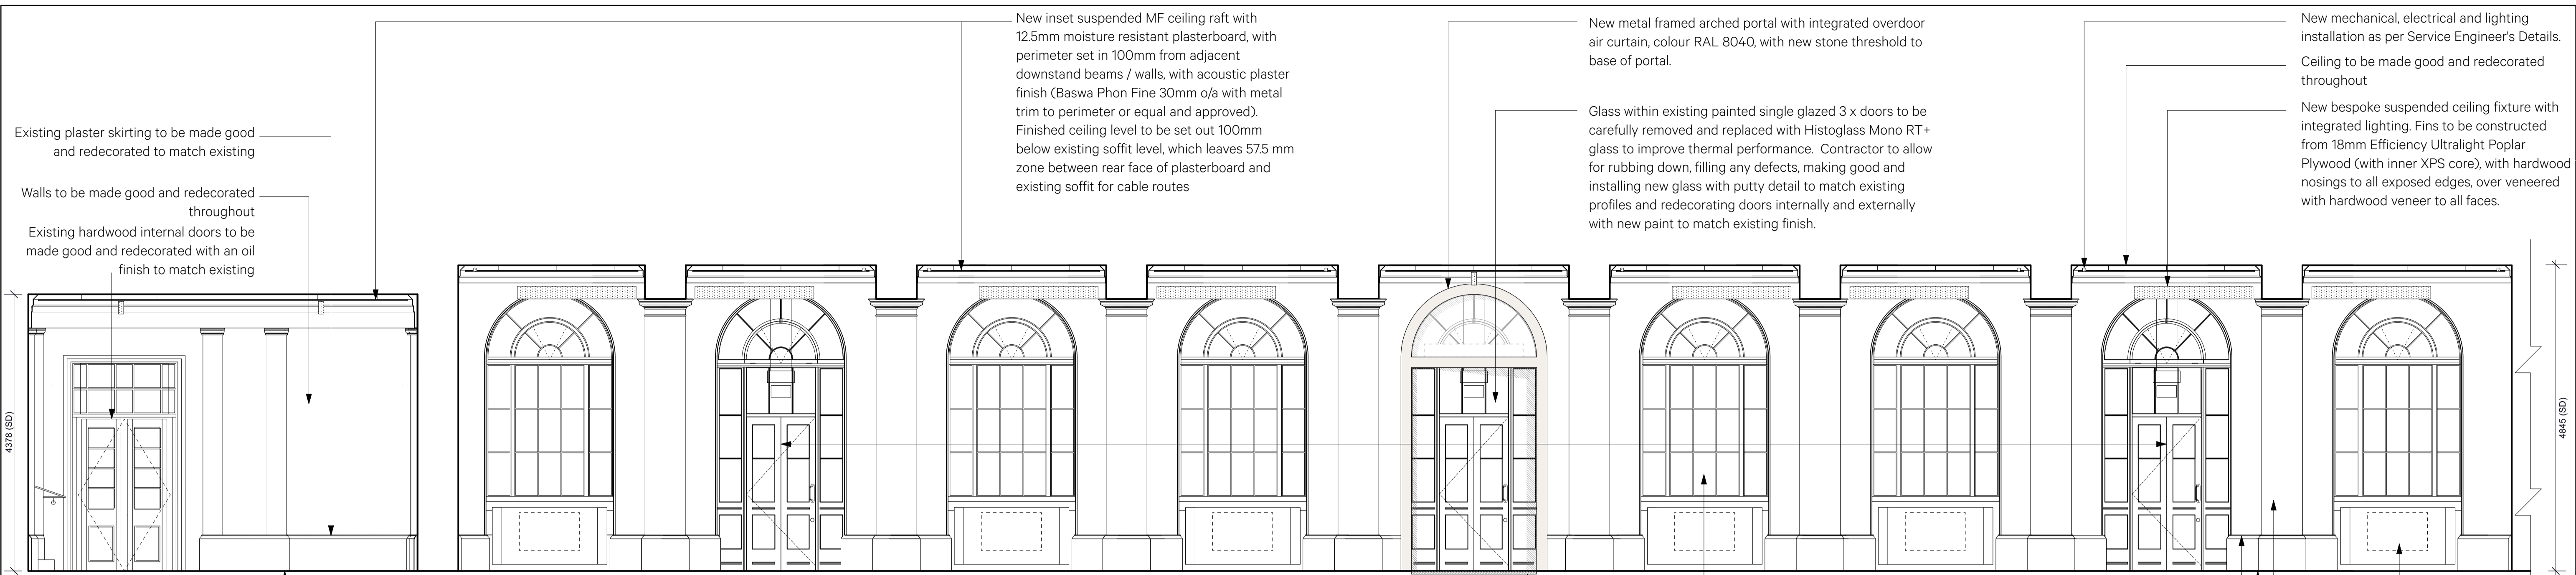 New inset suspended MF ceiling raft with
12.5mm moisture resistant plasterboard, with
perimeter set in 100mm from adjacent
downstand beams / walls, with acoustic plaster
finish (Baswa Phon Fine 30mm o/a with metal
trim to perimeter or equal and approved).
Finished ceiling level to be set out 100mm
below existing soffit level, which leaves 57.5 mm
zone between rear face of plasterboard and
existing soffit for cable routes
New metal framed arched portal with integrated overdoor
air curtain, colour RAL 8040, with new stone threshold to
base of portal.
Glass within existing painted single glazed 3 x doors to be
carefully removed and replaced with Histoglass Mono RT+
glass to improve thermal performance. Contractor to allow
for rubbing down, filling any defects, making good and
installing new glass with putty detail to match existing
profiles and redecorating doors internally and externally
with new paint to match existing finish.
New mechanical, electrical and lighting
installation as per Service Engineer's Details.
Ceiling to be made good and redecorated
throughout
New bespoke suspended ceiling fixture with
integrated lighting. Fins to be constructed
from 18mm Efficiency Ultralight Poplar
Plywood (with inner XPS core), with hardwood
nosings to all exposed edges, over veneered
with hardwood veneer to all faces.
Existing plaster skirting to be made good
and redecorated to match existing
Walls to be made good and redecorated
throughout
Existing hardwood internal doors to be
made good and redecorated with an oil
finish to match existing
4378 (SD)
4845 (SD)